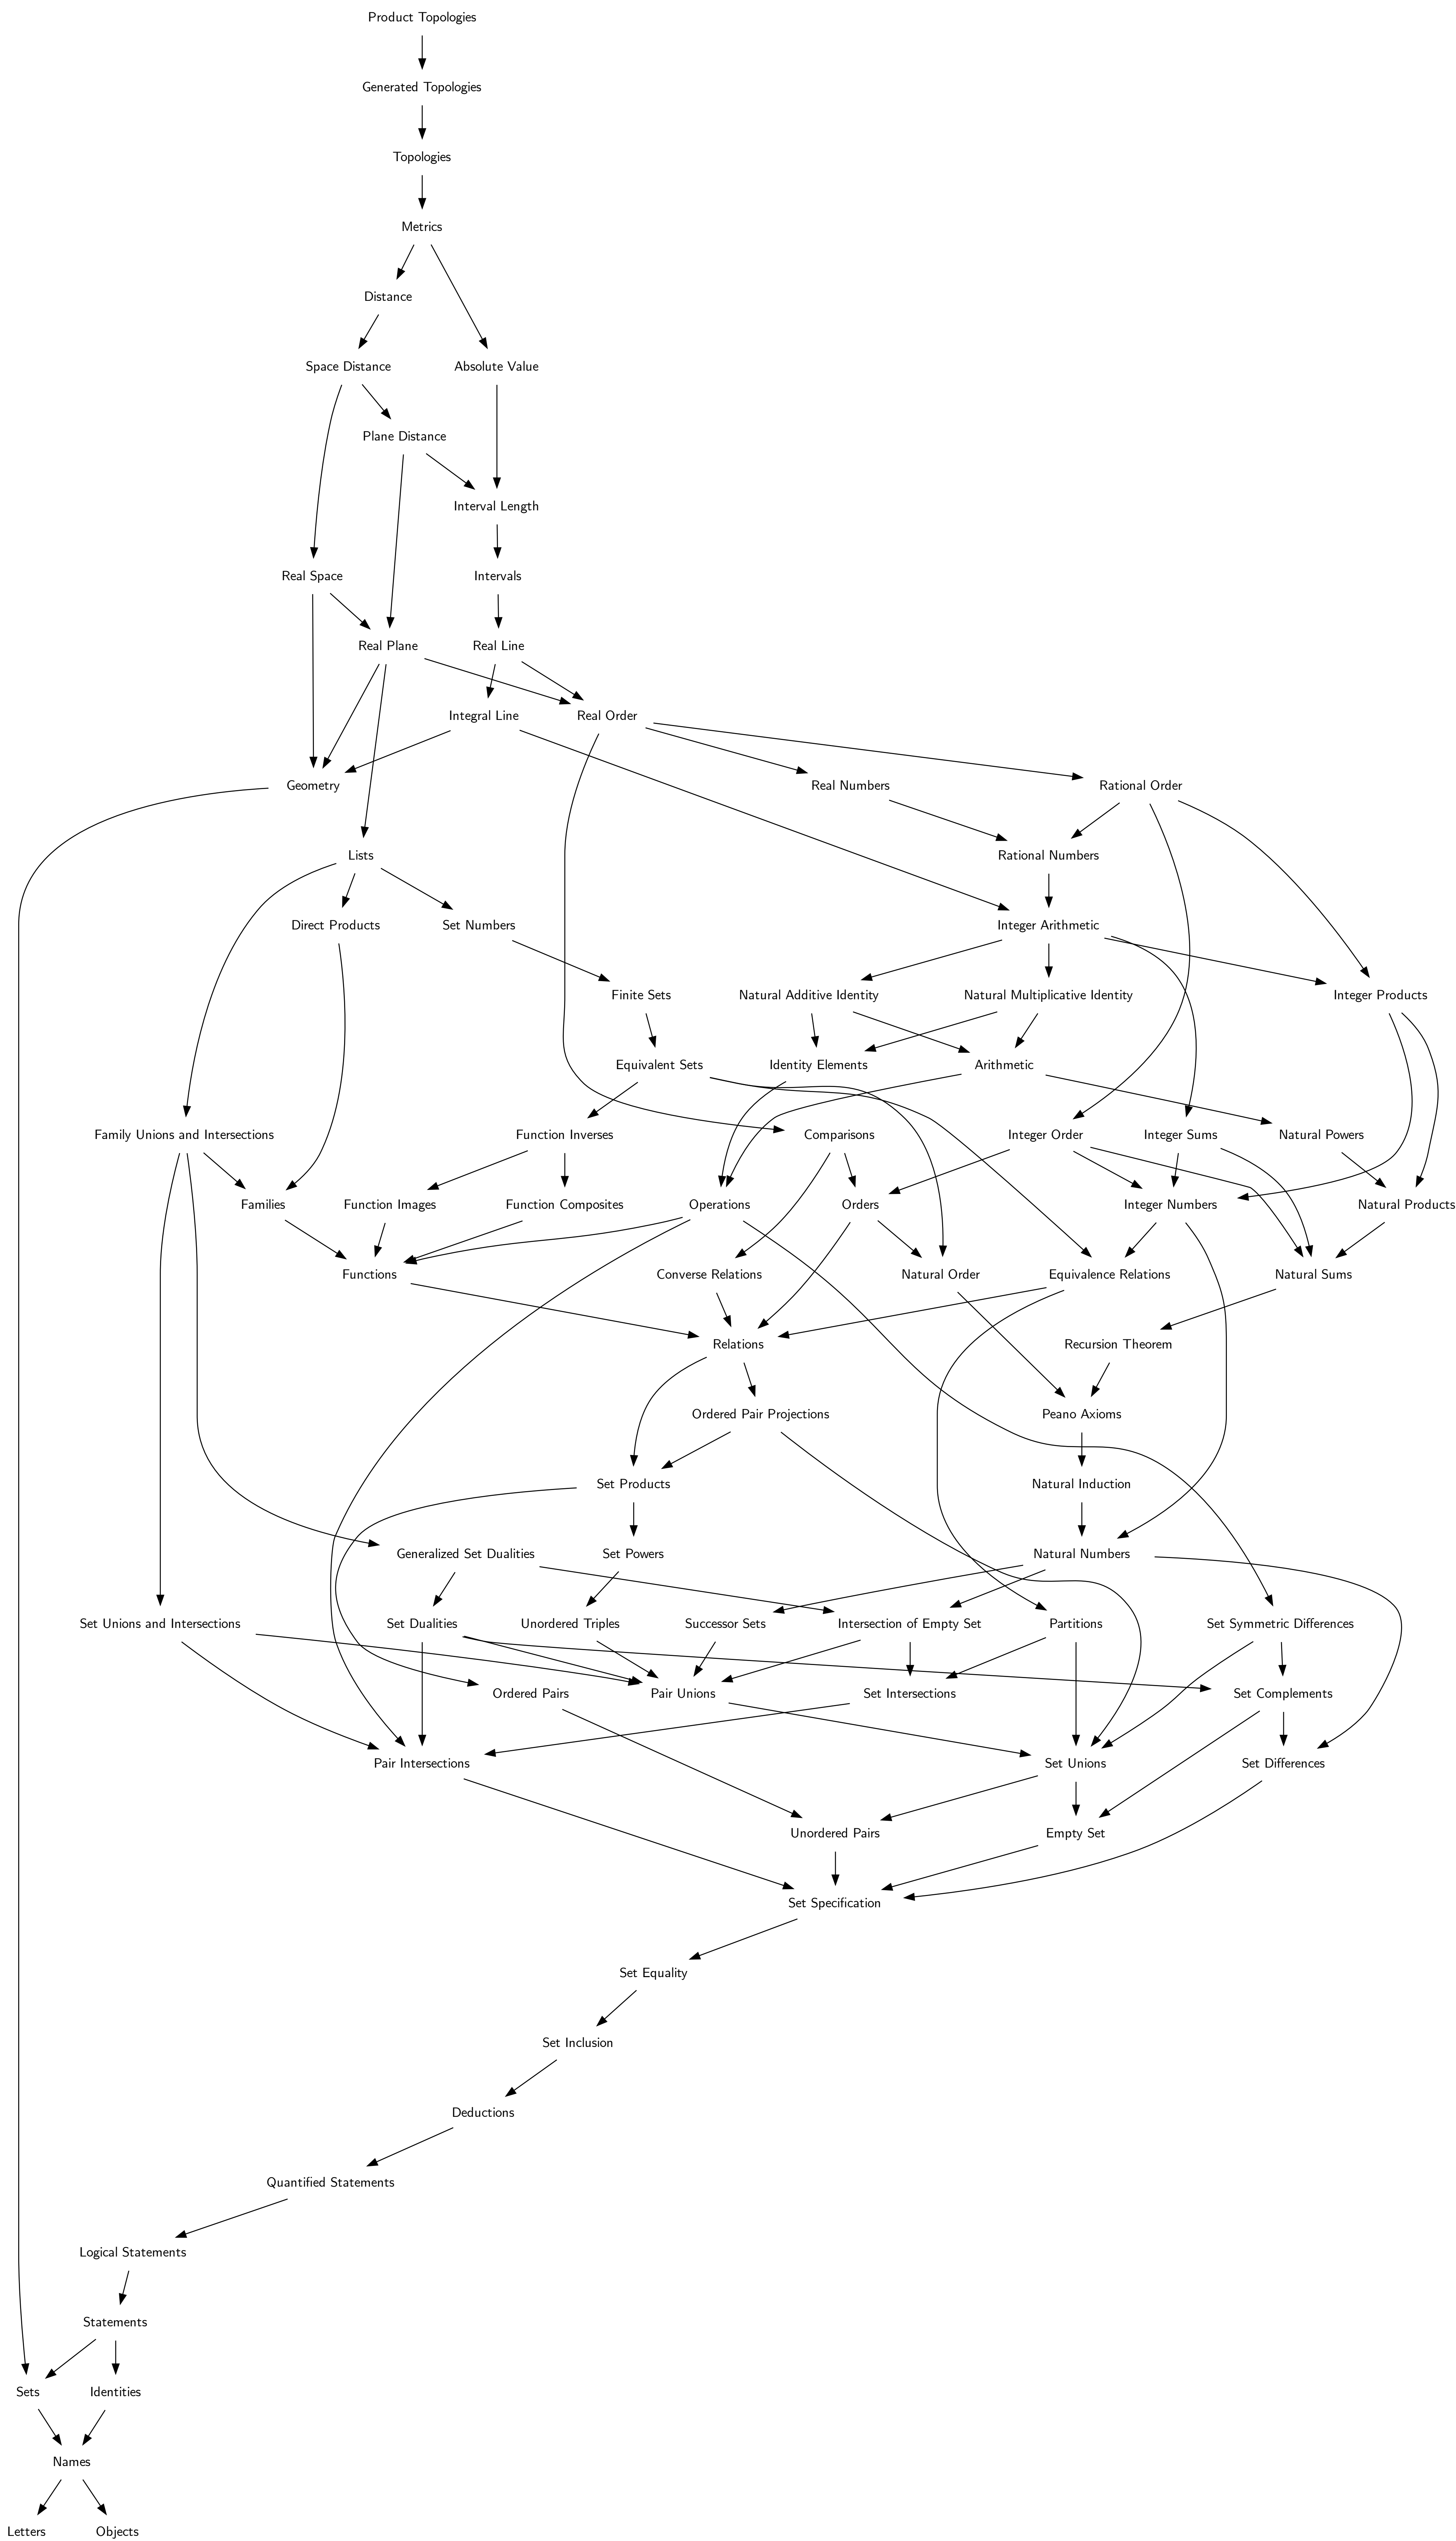 Product Topologies
Generated Topologies
Topologies
Metrics
Distance
Space Distance
Absolute Value
Plane Distance
Interval Length
Real Space
Intervals
Real Plane
Real Line
Integral Line
Real Order
Geometry
Real Numbers
Rational Order
Lists
Rational Numbers
Direct Products
Set Numbers
Integer Arithmetic
Finite Sets
Natural Additive Identity
Natural Multiplicative Identity
Integer Products
Equivalent Sets
Identity Elements
Arithmetic
Family Unions and Intersections
Function Inverses
Comparisons
Integer Order
Integer Sums
Natural Powers
Families
Function Images
Function Composites
Operations
Orders
Integer Numbers
Natural Products
Functions
Converse Relations
Natural Order
Equivalence Relations
Natural Sums
Relations
Recursion Theorem
Ordered Pair Projections
Peano Axioms
Set Products
Natural Induction
Generalized Set Dualities
Set Powers
Natural Numbers
Set Unions and Intersections
Set Dualities
Unordered Triples
Successor Sets
Intersection of Empty Set
Partitions
Set Symmetric Differences
Ordered Pairs
Pair Unions
Set Intersections
Set Complements
Pair Intersections
Set Unions
Set Differences
Unordered Pairs
Empty Set
Set Specification
Set Equality
Set Inclusion
Deductions
Quantified Statements
Logical Statements
Statements
Sets
Identities
Names
Letters
Objects